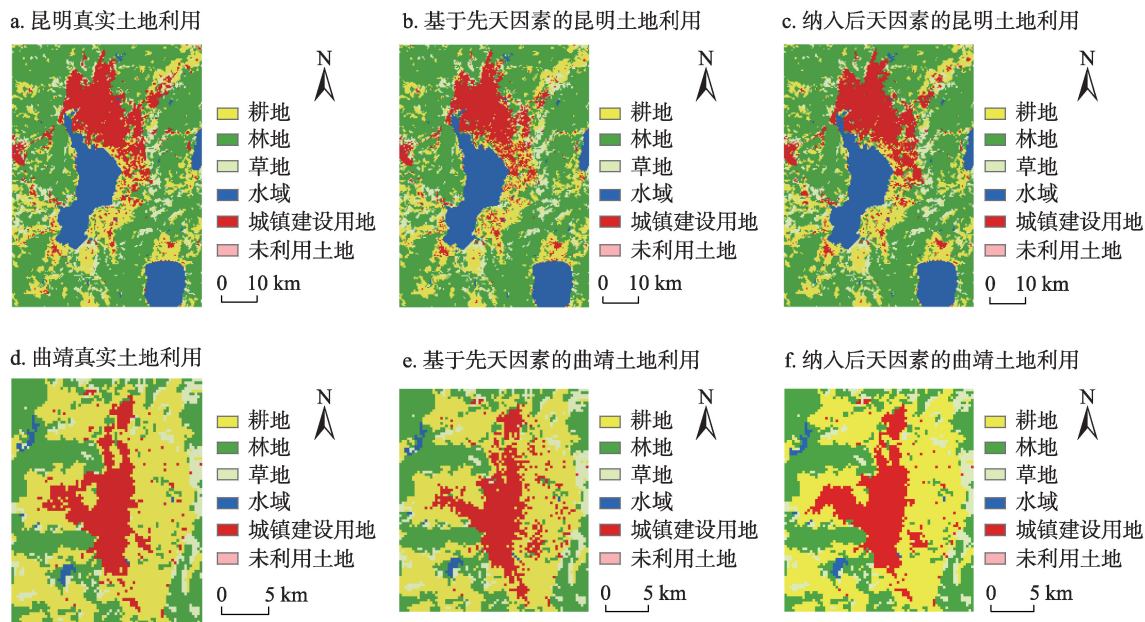 a. 昆明真实土地利用
N
耕地
林地
草地
水域
城镇建设用地
未利用土地
0 10 km
b. 基于先天因素的昆明土地利用
N
耕地
林地
草地
水域
城镇建设用地
未利用土地
0 10 km
c. 纳入后天因素的昆明土地利用
N
耕地
林地
草地
水域
城镇建设用地
未利用土地
0 10 km
d. 曲靖真实土地利用
N
耕地
林地
草地
水域
城镇建设用地
未利用土地
0 5 km
e. 基于先天因素的曲靖土地利用
N
耕地
林地
草地
水域
城镇建设用地
未利用土地
0 5 km
f. 纳入后天因素的曲靖土地利用
N
耕地
林地
草地
水域
城镇建设用地
未利用土地
0 5 km